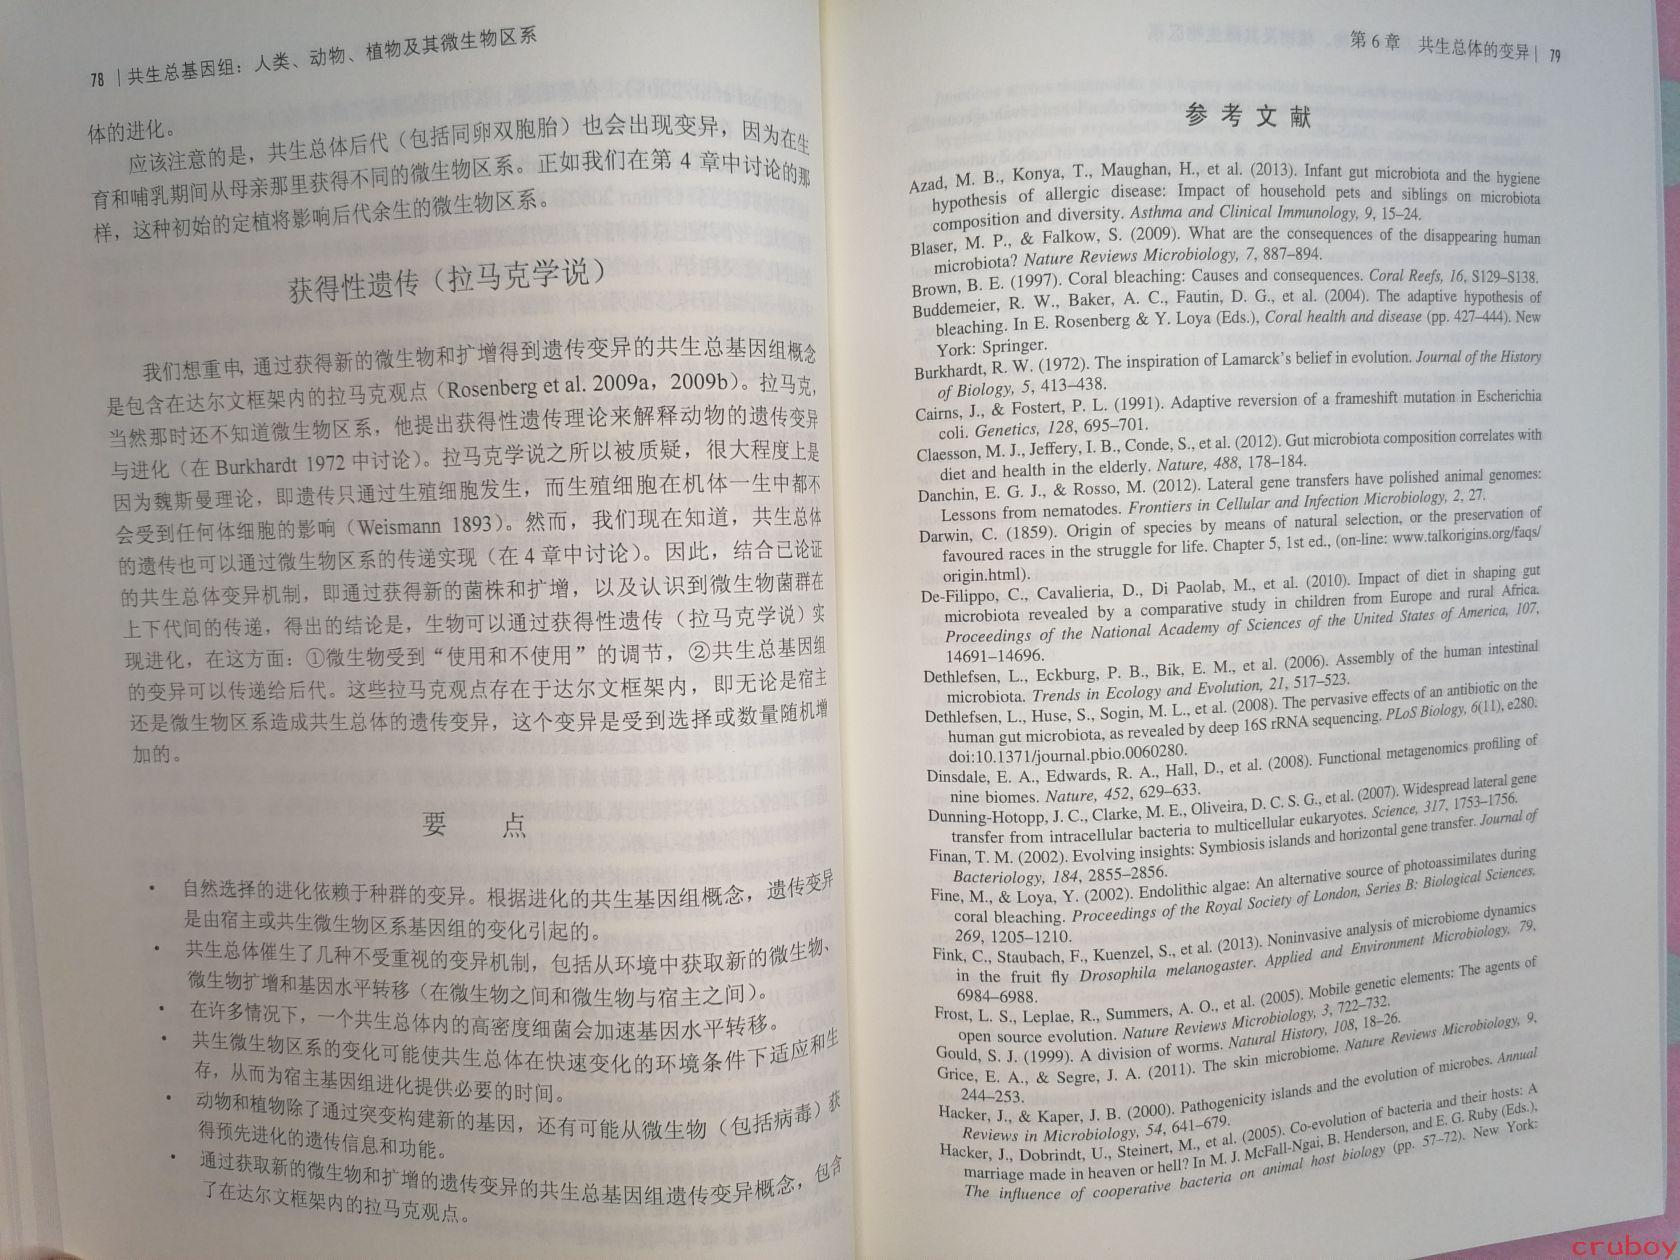 78 | 共生总基因组：人类、动物、植物及其微生物区系
体的进化。
应该注意的是，共生总体后代（包括同卵双胞胎）也会出现变异，因为在生
育和哺乳期间从母亲那里获得不同的微生物区系。正如我们在第 4 章中讨论的那
样，这种初始的定植将影响后代余生的微生物区系。
获得性遗传（拉马克学说）
我们想重申，通过获得新的微生物和扩增得到遗传变异的共生总基因组概念
是包含在达尔文框架内的拉马克观点（Rosenberg et al. 2009a，2009b）。拉马克，
当然那时还不知道微生物区系，他提出获得性遗传理论来解释动物的遗传变异
与进化（在 Burkhardt 1972 中讨论）。拉马克学说之所以被质疑，很大程度上是
因为魏斯曼理论，即遗传只通过生殖细胞发生，而生殖细胞在机体一生中都不
会受到任何体细胞的影响（Weismann 1893）。然而，我们现在知道，共生总体
的遗传也可以通过微生物区系的传递实现（在 4 章中讨论）。因此，结合已论证
的共生总体变异机制，即通过获得新的菌株和扩增，以及认识到微生物菌群在
上下代间的传递，得出的结论是，生物可以通过获得性遗传（拉马克学说）实
现进化，在这方面：①微生物受到“使用和不使用”的调节，②共生总基因组
的变异可以传递给后代。这些拉马克观点存在于达尔文框架内，即无论是宿主
还是微生物区系造成共生总体的遗传变异，这个变异是受到选择或数量随机增
加的。
要 点
• 自然选择的进化依赖于种群的变异。根据进化的共生基因组概念，遗传变异
是由宿主或共生微生物区系基因组的变化引起的。
• 共生总体催生了几种不受重视的变异机制，包括从环境中获取新的微生物、
微生物扩增和基因水平转移（在微生物之间和微生物与宿主之间）。
• 在许多情况下，一个共生总体内的高密度细菌会加速基因水平转移。
• 共生微生物区系的变化可能使共生总体在快速变化的环境条件下适应和生
存，从而为宿主基因组进化提供必要的时间。
• 动物和植物除了通过突变构建新的基因，还有可能从微生物（包括病毒）获
得预先进化的遗传信息和功能。
• 通过获取新的微生物和扩增的遗传变异的共生总基因组遗传变异概念，包含
了在达尔文框架内的拉马克观点。
第 6 章 共生总体的变异 | 79
参考文献
Azad, M. B., Konya, T., Maughan, H., et al. (2013). Infant gut microbiota and the hygiene
hypothesis of allergic disease: Impact of household pets and siblings on microbiota
composition and diversity. Asthma and Clinical Immunology, 9, 15–24.
Blaser, M. P., & Falkow, S. (2009). What are the consequences of the disappearing human
microbiota? Nature Reviews Microbiology, 7, 887–894.
Brown, B. E. (1997). Coral bleaching: Causes and consequences. Coral Reefs, 16, S129–S138.
Buddemeier, R. W., Baker, A. C., Fautin, D. G., et al. (2004). The adaptive hypothesis of
bleaching. In E. Rosenberg & Y. Loya (Eds.), Coral health and disease (pp. 427–444). New
York: Springer.
Burkhardt, R. W. (1972). The inspiration of Lamarck’s belief in evolution. Journal of the History
of Biology, 5, 413–438.
Cairns, J., & Fostert, P. L. (1991). Adaptive reversion of a frameshift mutation in Escherichia
coli. Genetics, 128, 695–701.
Claesson, M. J., Jeffery, I. B., Conde, S., et al. (2012). Gut microbiota composition correlates with
diet and health in the elderly. Nature, 488, 178–184.
Danchin, E. G. J., & Rosso, M. (2012). Lateral gene transfers have polished animal genomes:
Lessons from nematodes. Frontiers in Cellular and Infection Microbiology, 2, 27.
Darwin, C. (1859). Origin of species by means of natural selection, or the preservation of
favoured races in the struggle for life. Chapter 5, 1st ed., (on-line: www.talkorigins.org/faqs/
origin.html).
De-Filippo, C., Cavalieria, D., Di Paolab, M., et al. (2010). Impact of diet in shaping gut
microbiota revealed by a comparative study in children from Europe and rural Africa.
Proceedings of the National Academy of Sciences of the United States of America, 107,
14691–14696.
Dethlefsen, L., Eckburg, P. B., Bik, E. M., et al. (2006). Assembly of the human intestinal
microbiota. Trends in Ecology and Evolution, 21, 517–523.
Dethlefsen, L., Huse, S., Sogin, M. L., et al. (2008). The pervasive effects of an antibiotic on the
human gut microbiota, as revealed by deep 16S rRNA sequencing. PLoS Biology, 6(11), e280.
doi:10.1371/journal.pbio.0060280.
Dinsdale, E. A., Edwards, R. A., Hall, D., et al. (2008). Functional metagenomics profiling of
nine biomes. Nature, 452, 629–633.
Dunning-Hotopp, J. C., Clarke, M. E., Oliveira, D. C. S. G., et al. (2007). Widespread lateral gene
transfer from intracellular bacteria to multicellular eukaryotes. Science, 317, 1753–1756.
Finan, T. M. (2002). Evolving insights: Symbiosis islands and horizontal gene transfer. Journal of
Bacteriology, 184, 2855–2856.
Fine, M., & Loya, Y. (2002). Endolithic algae: An alternative source of photoassimilates during
coral bleaching. Proceedings of the Royal Society of London, Series B: Biological Sciences,
269, 1205–1210.
Fink, C., Staubach, F., Kuenzel, S., et al. (2013). Noninvasive analysis of microbiome dynamics
in the fruit fly Drosophila melanogaster. Applied and Environment Microbiology, 79,
6984–6988.
Frost, L. S., Leplae, R., Summers, A. O., et al. (2005). Mobile genetic elements: The agents of
open source evolution. Nature Reviews Microbiology, 3, 722–732.
Gould, S. J. (1999). A division of worms. Natural History, 108, 18–26.
Grice, E. A., & Segre, J. A. (2011). The skin microbiome. Nature Reviews Microbiology, 9,
244–253.
Hacker, J., & Kaper, J. B. (2000). Pathogenicity islands and the evolution of microbes. Annual
Reviews in Microbiology, 54, 641–679.
Hacker, J., Dobrindt, U., Steinert, M., et al. (2005). Co-evolution of bacteria and their hosts: A
marriage made in heaven or hell? In M. J. McFall-Ngai, B. Henderson, and E. G. Ruby (Eds.),
The influence of cooperative bacteria on animal host biology (pp. 57–72). New York:
cruboy